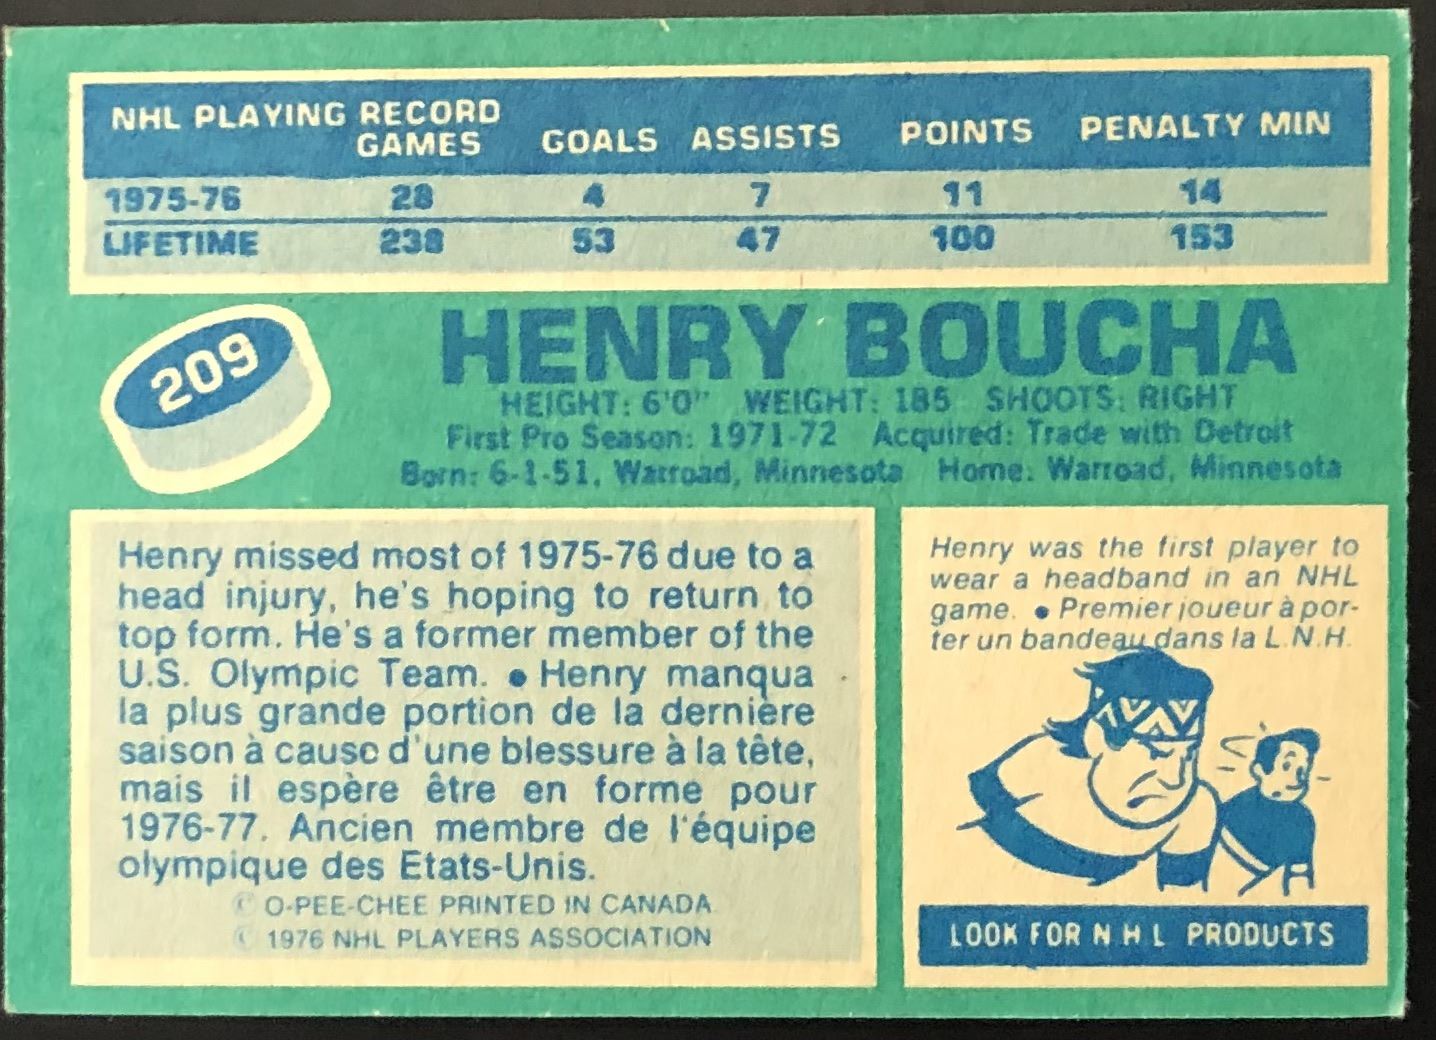 NHL PLAYING RECORD
GAMES GOALS ASSISTS POINTS PENALTY MIN
1975-76 28 4 7 11 14
LIFETIME 238 53 47 100 153
209
HENRY BOUCHA
HEIGHT: 6'0" WEIGHT: 185 SHOOTS: RIGHT
First Pro Season: 1971-72 Acquired: Trade with Detroit
Born: 6-1-51, Warroad, Minnesota Home: Warroad, Minnesota
Henry missed most of 1975-76 due to a
head injury, he's hoping to return to
top form. He's a former member of the
U.S. Olympic Team. ● Henry manqua
la plus grande portion de la dernière
saison à cause d'une blessure à la tête,
mais il espère être en forme pour
1976-77. Ancien membre de l'équipe
olympique des Etats-Unis.
© O-PEE-CHEE PRINTED IN CANADA
© 1976 NHL PLAYERS ASSOCIATION
Henry was the first player to
wear a headband in an NHL
game. ● Premier joueur à por-
ter un bandeau dans la L.N.H.
LOOK FOR N H L PRODUCTS